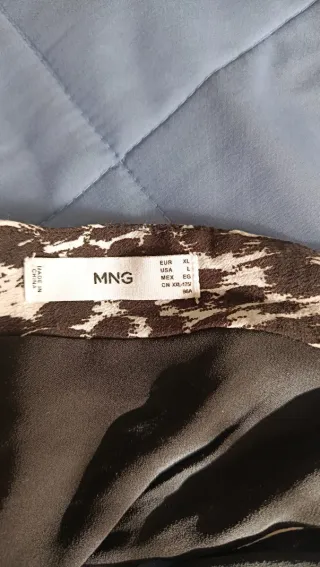 MADE IN
CHINA
MNG
EUR XL
USA L
MEX EG
CN XXL-175/
96A